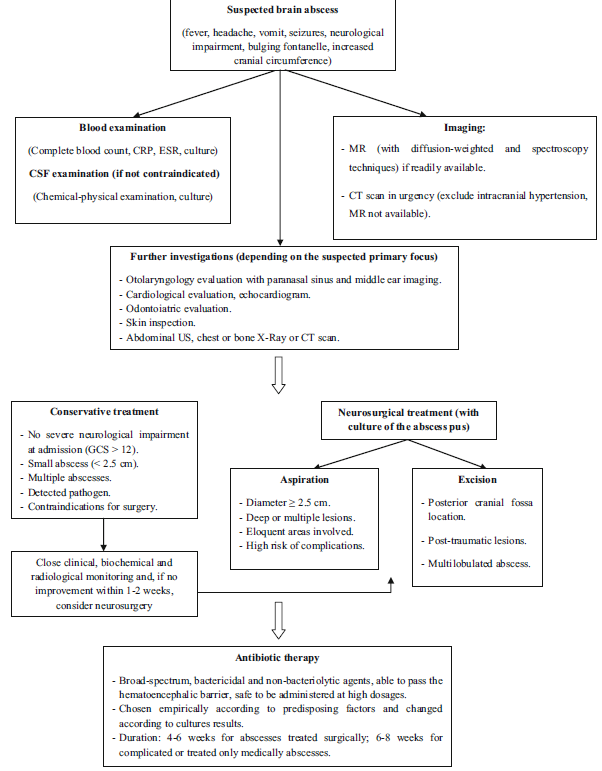 Suspected brain abscess
(fever, headache, vomit, seizures, neurological
impairment, bulging fontanelle, increased
cranial circumference)
Blood examination
(Complete blood count, CRP, ESR, culture)
CSF examination (if not contraindicated)
(Chemical-physical examination, culture)
Imaging:
- MR (with diffusion-weighted and spectroscopy
techniques) if readily available.
- CT scan in urgency (exclude intracranial hypertension,
MR not available).
Further investigations (depending on the suspected primary focus)
- Otolaryngology evaluation with paranasal sinus and middle ear imaging.
- Cardiological evaluation, echocardiogram.
- Odontoiatric evaluation.
- Skin inspection.
- Abdominal US, chest or bone X-Ray or CT scan.
Conservative treatment
- No severe neurological impairment
at admission (GCS > 12).
- Small abscess (< 2.5 cm).
- Multiple abscesses.
- Detected pathogen.
- Contraindications for surgery.
Neurosurgical treatment (with
culture of the abscess pus)
Aspiration
- Diameter ≥ 2.5 cm.
- Deep or multiple lesions.
- Eloquent areas involved.
- High risk of complications.
Excision
- Posterior cranial fossa
location.
- Post-traumatic lesions.
- Multilobulated abscess.
Close clinical, biochemical and
radiological monitoring and, if no
improvement within 1-2 weeks,
consider neurosurgery
Antibiotic therapy
- Broad-spectrum, bactericidal and non-bacteriolytic agents, able to pass the
hematoencephalic barrier, safe to be administered at high dosages.
- Chosen empirically according to predisposing factors and changed
according to cultures results.
- Duration: 4-6 weeks for abscesses treated surgically; 6-8 weeks for
complicated or treated only medically abscesses.